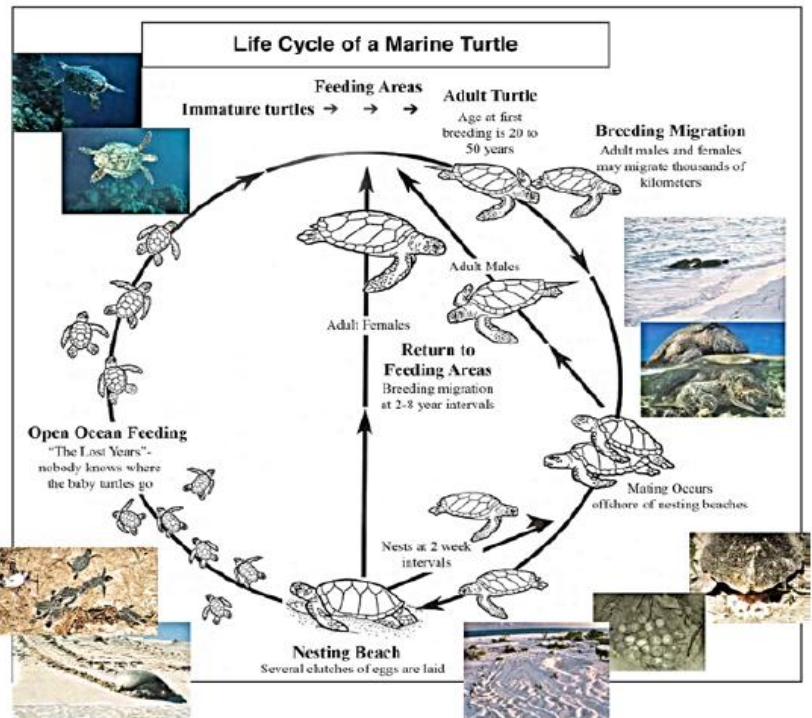 Life Cycle of a Marine Turtle
Feeding Areas
Immature turtles → → →
Adult Turtle
Age at first
breeding is 20 to
50 years
Breeding Migration
Adult males and females
may migrate thousands of
kilometers
Adult Males
Adult Females
Return to
Feeding Areas
Breeding migration
at 2-8 year intervals
Open Ocean Feeding
"The Lost Years"-
nobody knows where
the baby turtles go
Mating Occurs
offshore of nesting beaches
Nests at 2 week
intervals
Nesting Beach
Several clutches of eggs are laid